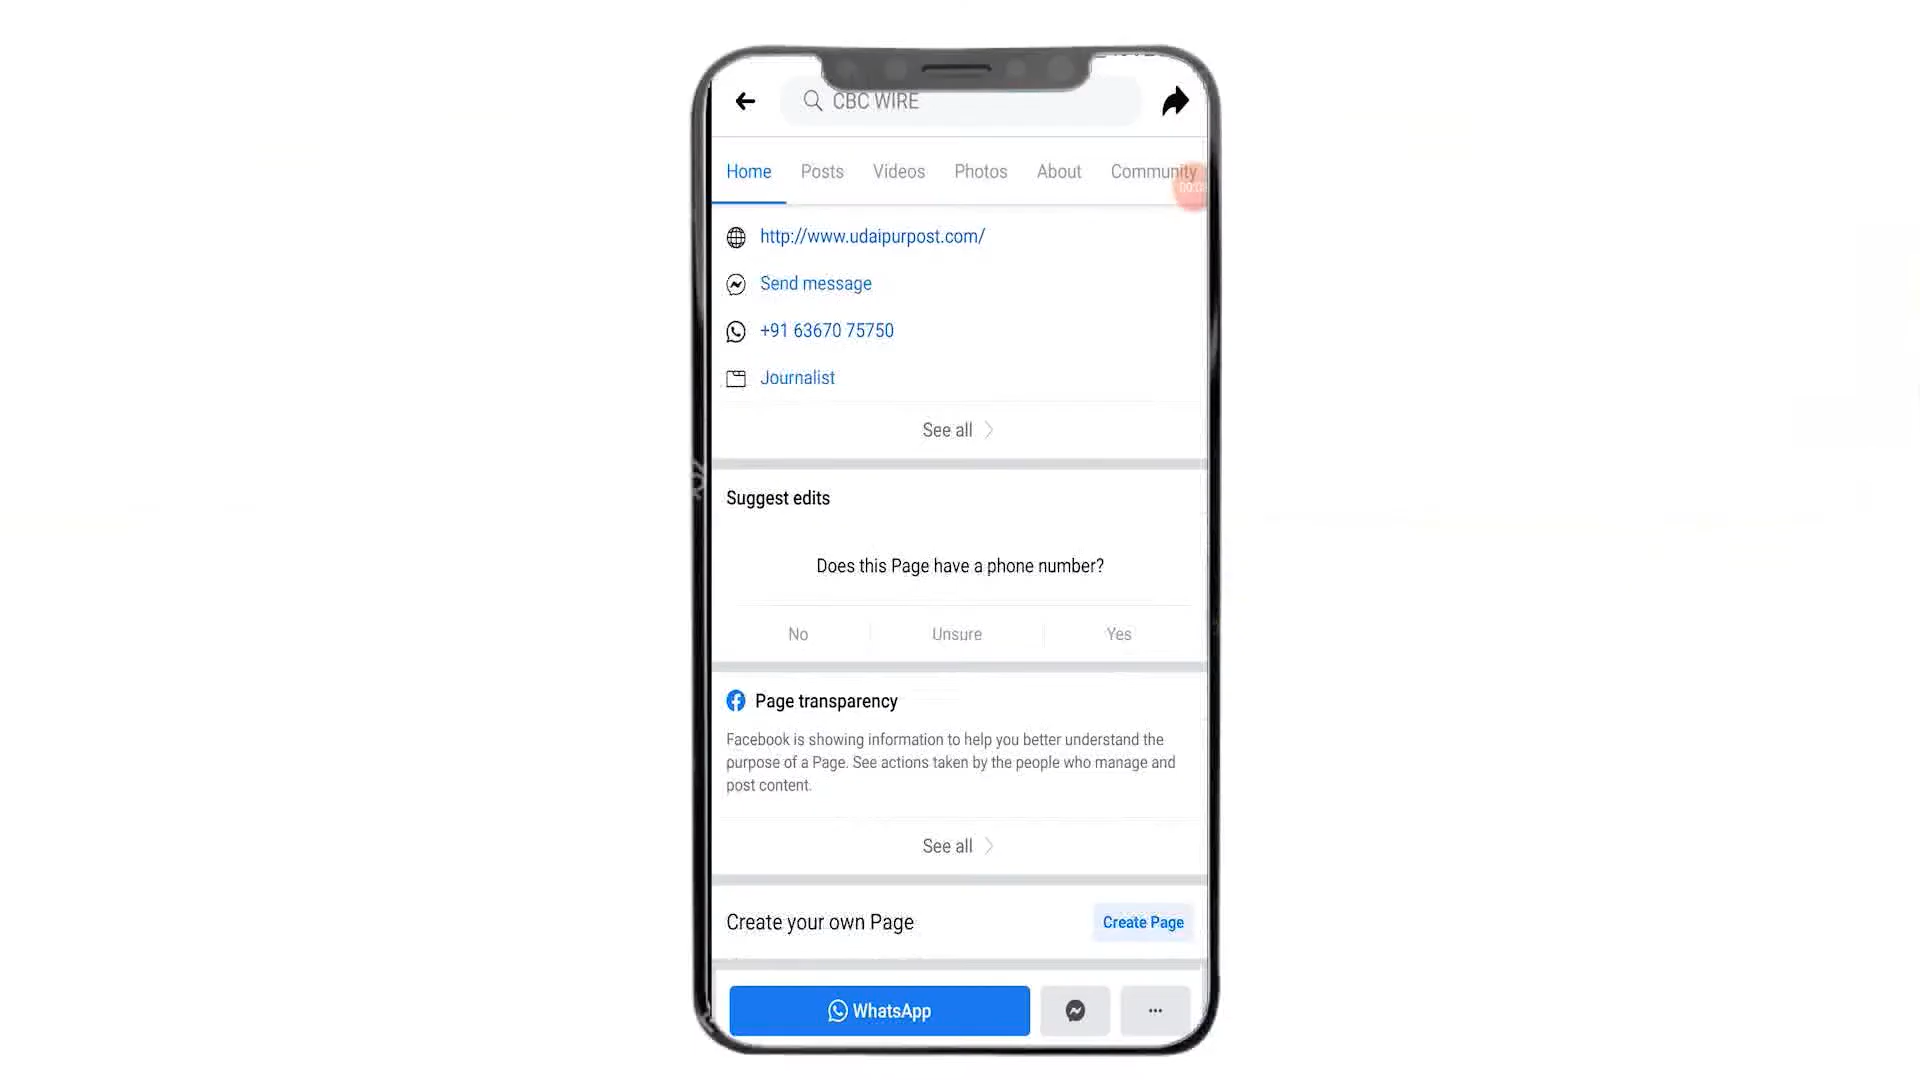 CBC WIRE
Home Posts Videos Photos About Community
http://www.udaipurpost.com/
Send message
+91 63670 75750
Journalist
See all
Suggest edits
Does this Page have a phone number?
No Unsure Yes
Page transparency
Facebook is showing information to help you better understand the
purpose of a Page. See actions taken by the people who manage and
post content.
See all
Create your own Page
Create Page
WhatsApp